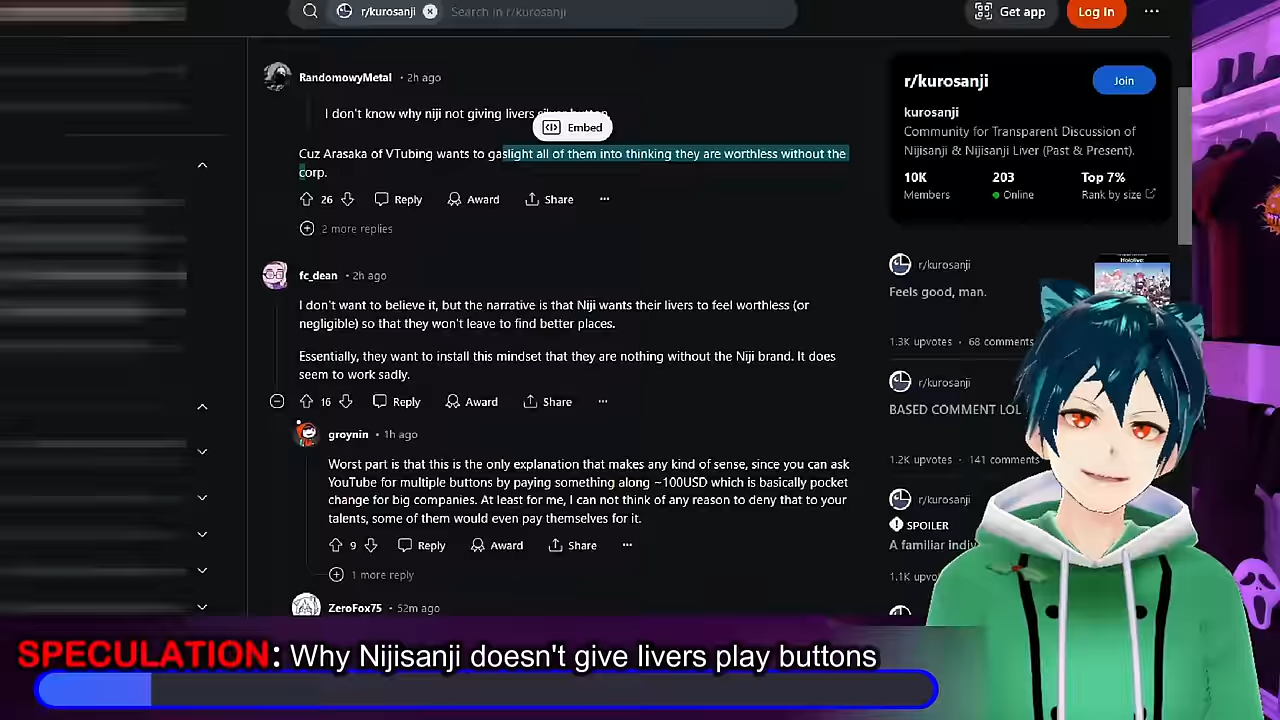 r/kurosanji
Search in r/kurosanji
Get app
Log In
RandomowyMetal • 2h ago
I don't know why niji not giving livers silver button
Embed
Cuz Arasaka of VTubing wants to gaslight all of them into thinking they are worthless without the
corp.
26 Reply Award Share
2 more replies
fc_dean • 2h ago
I don't want to believe it, but the narrative is that Niji wants their livers to feel worthless (or
negligible) so that they won't leave to find better places.
Essentially, they want to install this mindset that they are nothing without the Niji brand. It does
seem to work sadly.
16 Reply Award Share
groynin • 1h ago
Worst part is that this is the only explanation that makes any kind of sense, since you can ask
YouTube for multiple buttons by paying something along ~100USD which is basically pocket
change for big companies. At least for me, I can not think of any reason to deny that to your
talents, some of them would even pay themselves for it.
9 Reply Award Share
1 more reply
ZeroFox75 • 52m ago
r/kurosanji
Join
kurosanji
Community for Transparent Discussion of
Nijisanji & Nijisanji Liver (Past & Present).
10K 203 Top 7%
Members Online Rank by size
r/kurosanji
Hololive:
Feels good, man.
1.3K upvotes • 68 comments
r/kurosanji
BASED COMMENT LOL
1.2K upvotes • 141 comments
r/kurosanji
SPOILER
A familiar
1.1K
SPECULATION: Why Nijisanji doesn't give livers play buttons